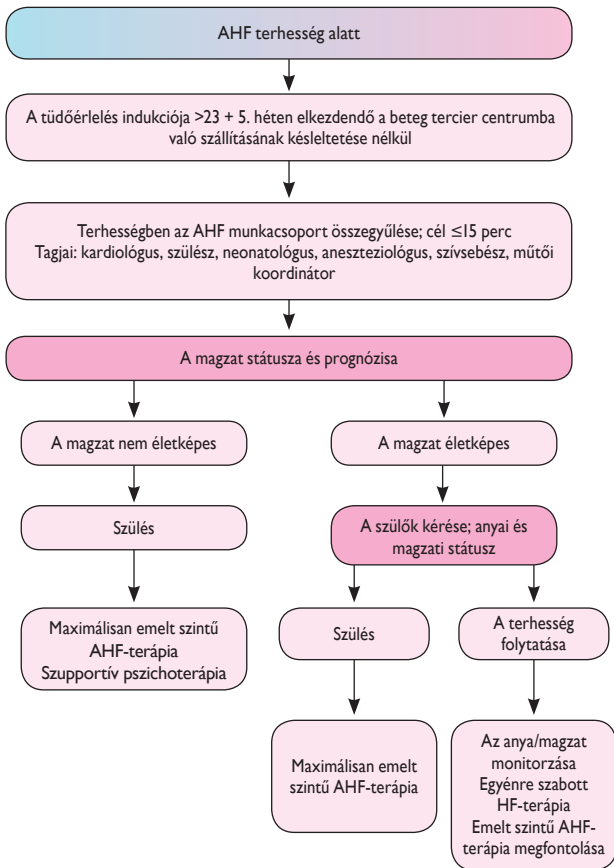 AHF terhesség alatt
A tüdőérlelés indukciója >23 + 5. héten elkezdendő a beteg tercier centrumba
való szállításának késleltetése nélkül
Terhességben az AHF munkacsoport összegyűlése; cél ≤15 perc
Tagjai: kardiológus, szülész, neonatológus, aneszteziológus, szívsebész, műtői
koordinátor
A magzat státusza és prognózisa
A magzat nem életképes
A magzat életképes
Szülés
A szülők kérése; anyai és
magzati státusz
Maximálisan emelt szintű
AHF-terápia
Szupportív pszichoterápia
Szülés
A terhesség
folytatása
Maximálisan emelt
szintű AHF-terápia
Az anya/magzat
monitorzása
Egyénre szabott
HF-terápia
Emelt szintű AHF-
terápia megfontolása